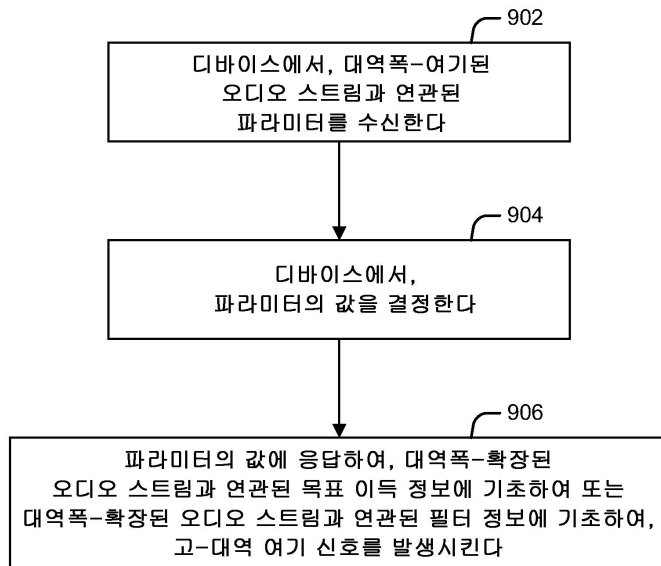 902
디바이스에서, 대역폭-여기된
오디오 스트림과 연관된
파라미터를 수신한다
904
디바이스에서,
파라미터의 값을 결정한다
906
파라미터의 값에 응답하여, 대역폭-확장된
오디오 스트림과 연관된 목표 이득 정보에 기초하여 또는
대역폭-확장된 오디오 스트림과 연관된 필터 정보에 기초하여,
고-대역 여기 신호를 발생시킨다